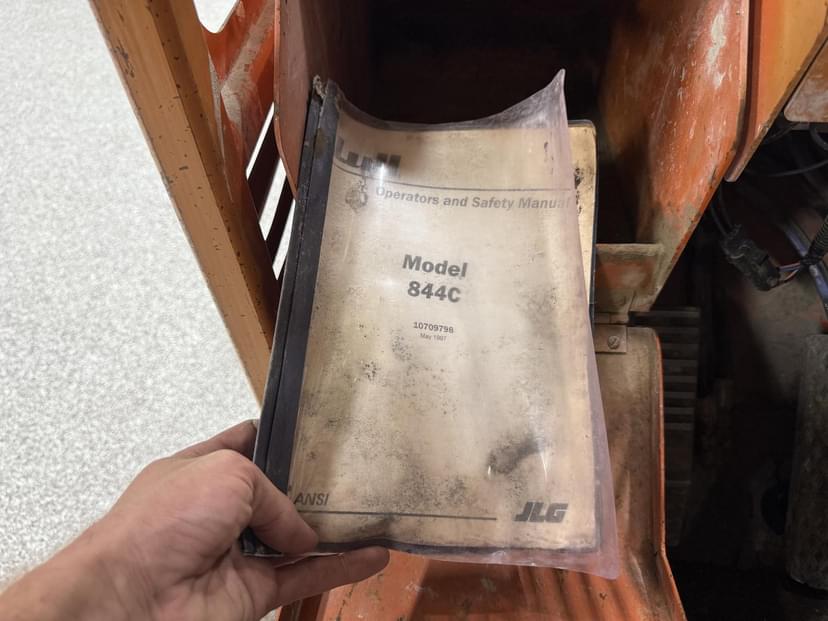 Lull
Operators and Safety Manual
Model
844C
10709798
May 1997
ANSI
JLG